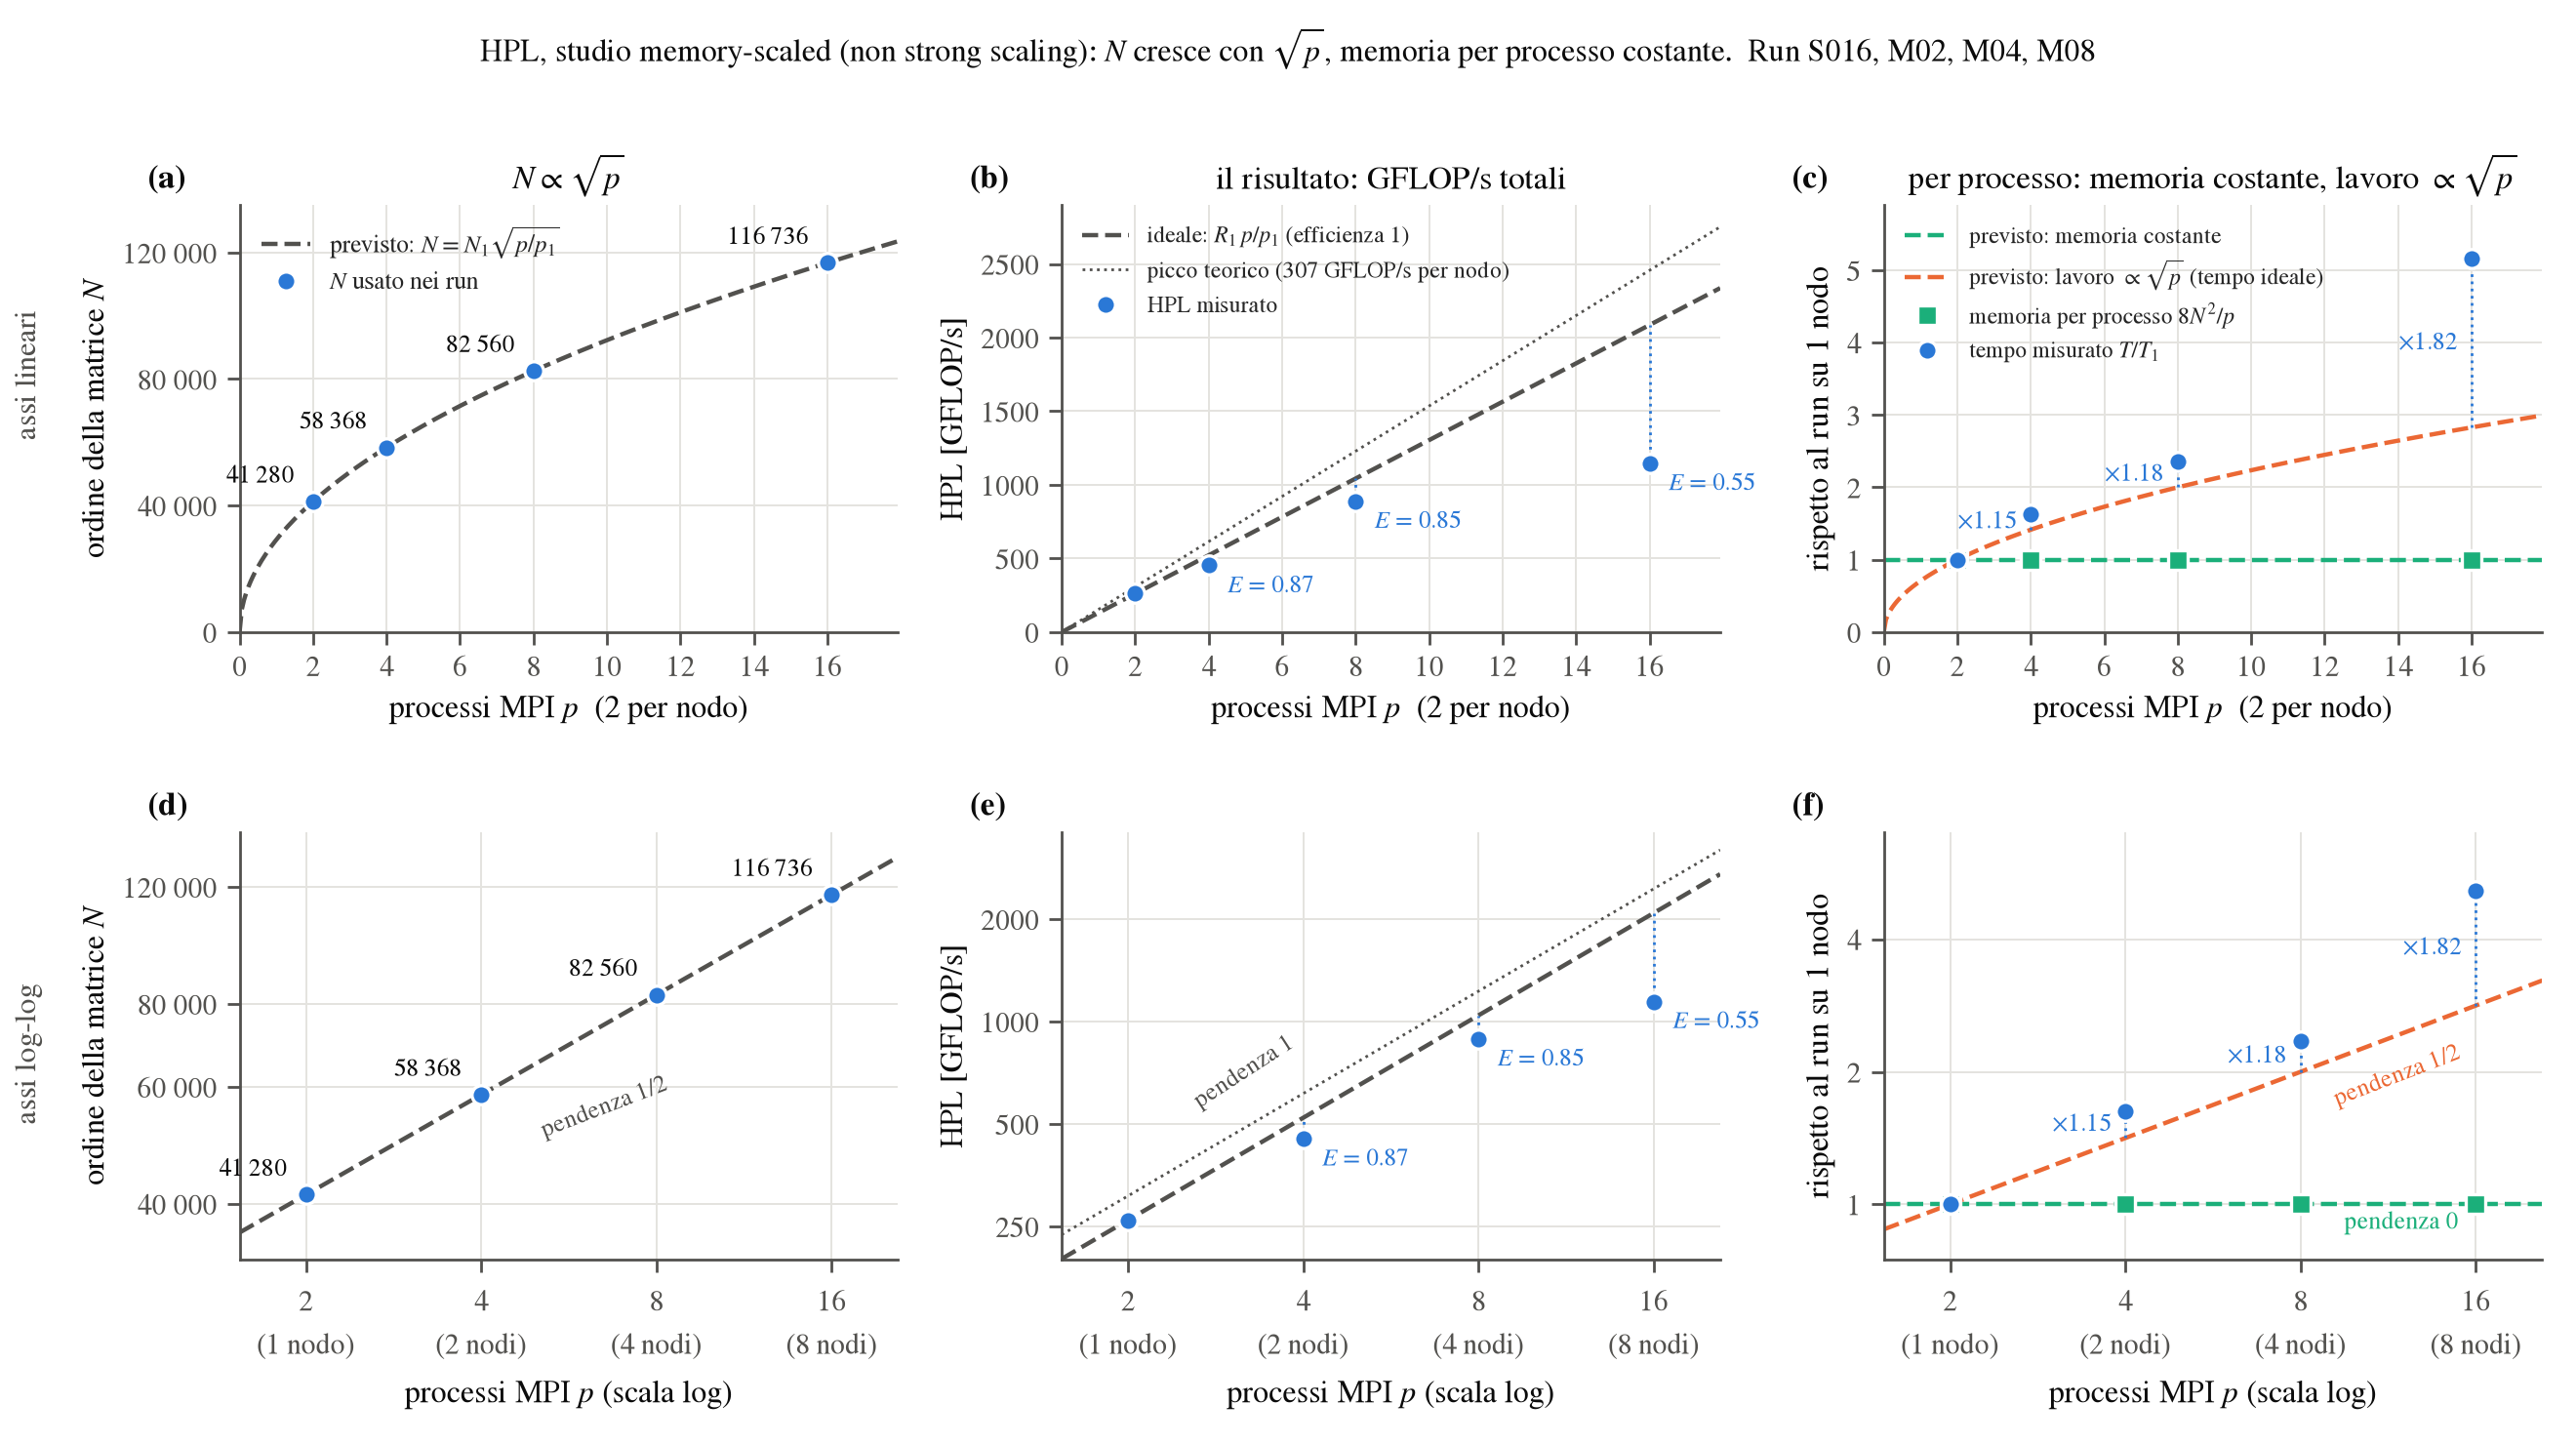 HPL, studio memory-scaled (non strong scaling): N cresce con √p, memoria per processo costante. Run S016, M02, M04, M08
(a)
N ∝ √p
assi lineari
ordine della matrice N
120 000
80 000
40 000
0
previsto: N = N₁√p/p₁
N usato nei run
41 280
58 368
82 560
116 736
0 2 4 6 8 10 12 14 16
processi MPI p (2 per nodo)
(b)
il risultato: GFLOP/s totali
HPL [GFLOP/s]
2500
2000
1500
1000
500
0
ideale: R₁ p/p₁ (efficienza 1)
picco teorico (307 GFLOP/s per nodo)
HPL misurato
E = 0.87
E = 0.85
E = 0.55
0 2 4 6 8 10 12 14 16
processi MPI p (2 per nodo)
(c)
per processo: memoria costante, lavoro ∝ √p
rispetto al run su 1 nodo
5
4
3
2
1
0
previsto: memoria costante
previsto: lavoro ∝ √p (tempo ideale)
memoria per processo 8N²/p
tempo misurato T/T₁
×1.15
×1.18
×1.82
0 2 4 6 8 10 12 14 16
processi MPI p (2 per nodo)
(d)
assi log-log
ordine della matrice N
120 000
80 000
60 000
40 000
41 280
58 368
82 560
116 736
pendenza 1/2
2 4 8 16
(1 nodo) (2 nodi) (4 nodi) (8 nodi)
processi MPI p (scala log)
(e)
HPL [GFLOP/s]
2000
1000
500
250
pendenza 1
E = 0.87
E = 0.85
E = 0.55
2 4 8 16
(1 nodo) (2 nodi) (4 nodi) (8 nodi)
processi MPI p (scala log)
(f)
rispetto al run su 1 nodo
4
2
1
×1.15
×1.18
×1.82
pendenza 1/2
pendenza 0
2 4 8 16
(1 nodo) (2 nodi) (4 nodi) (8 nodi)
processi MPI p (scala log)